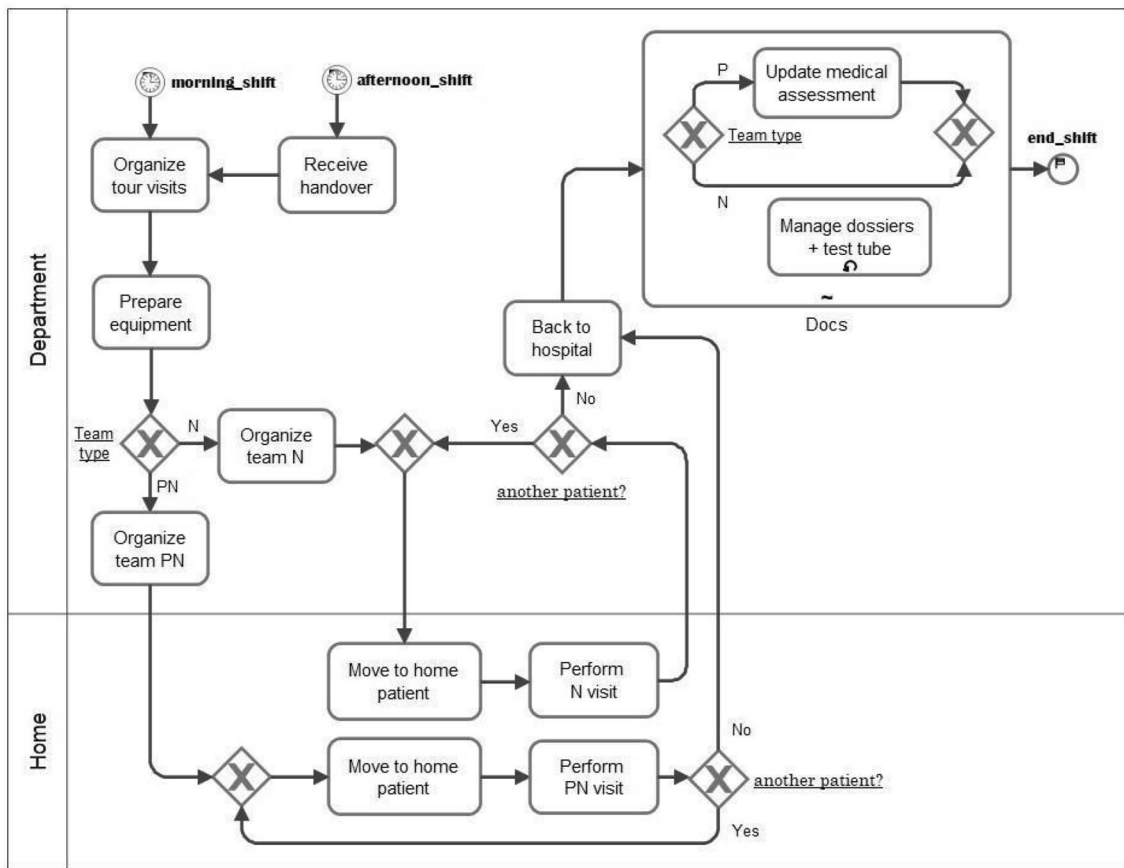 Department
morning_shift
afternoon_shift
Organize
tour visits
Receive
handover
Prepare
equipment
Team
type
N
PN
Organize
team N
Organize
team PN
Yes
No
another patient?
Back to
hospital
P
N
Team type
Update medical
assessment
Manage dossiers
+ test tube
~
Docs
end_shift
Home
Move to home
patient
Perform
N visit
Move to home
patient
Perform
PN visit
No
another patient?
Yes